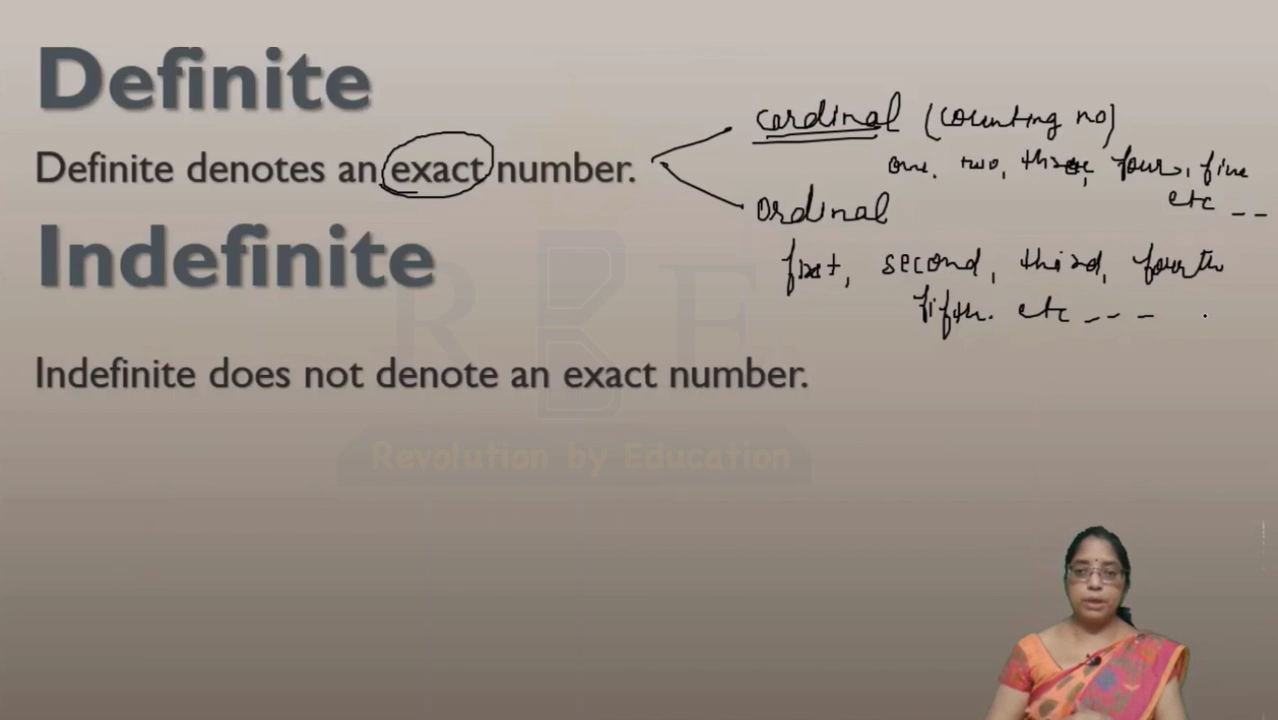 Definite
Definite denotes an exact number.
cardinal (counting no)
one, two, three, four, five
etc --
ordinal
first, second, third, fourth
fifth. etc ---
Indefinite
Indefinite does not denote an exact number.
R B E
Revolution by Education